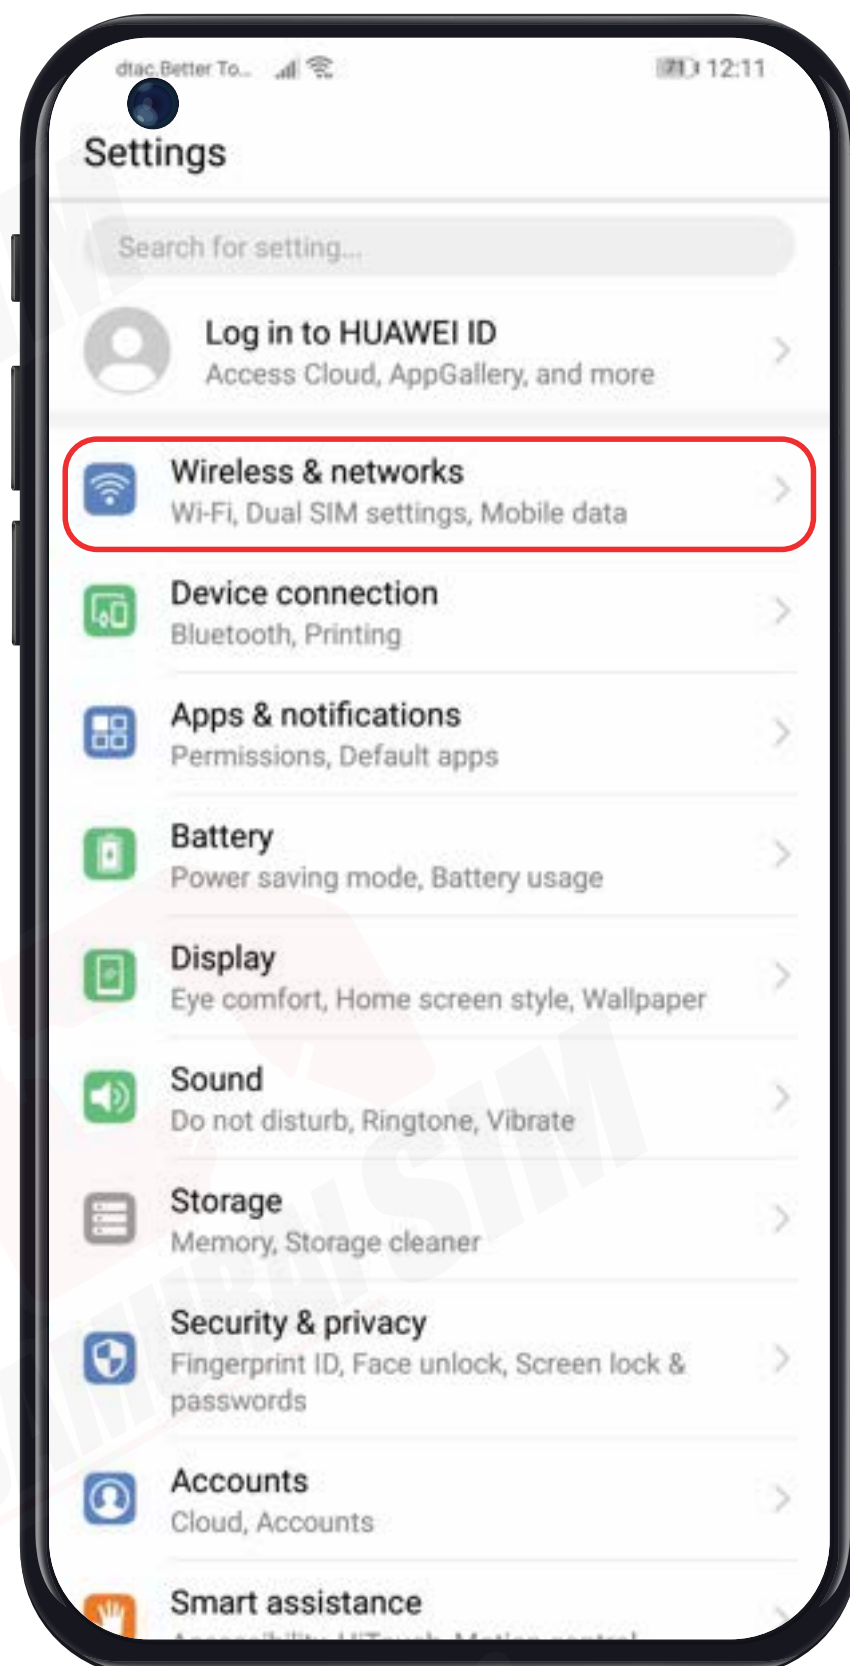 dtac.Better To... 12:11
Settings
Search for setting...
Log in to HUAWEI ID
Access Cloud, AppGallery, and more
Wireless & networks
Wi-Fi, Dual SIM settings, Mobile data
Device connection
Bluetooth, Printing
Apps & notifications
Permissions, Default apps
Battery
Power saving mode, Battery usage
Display
Eye comfort, Home screen style, Wallpaper
Sound
Do not disturb, Ringtone, Vibrate
Storage
Memory, Storage cleaner
Security & privacy
Fingerprint ID, Face unlock, Screen lock &
passwords
Accounts
Cloud, Accounts
Smart assistance
SAMURAI SIM